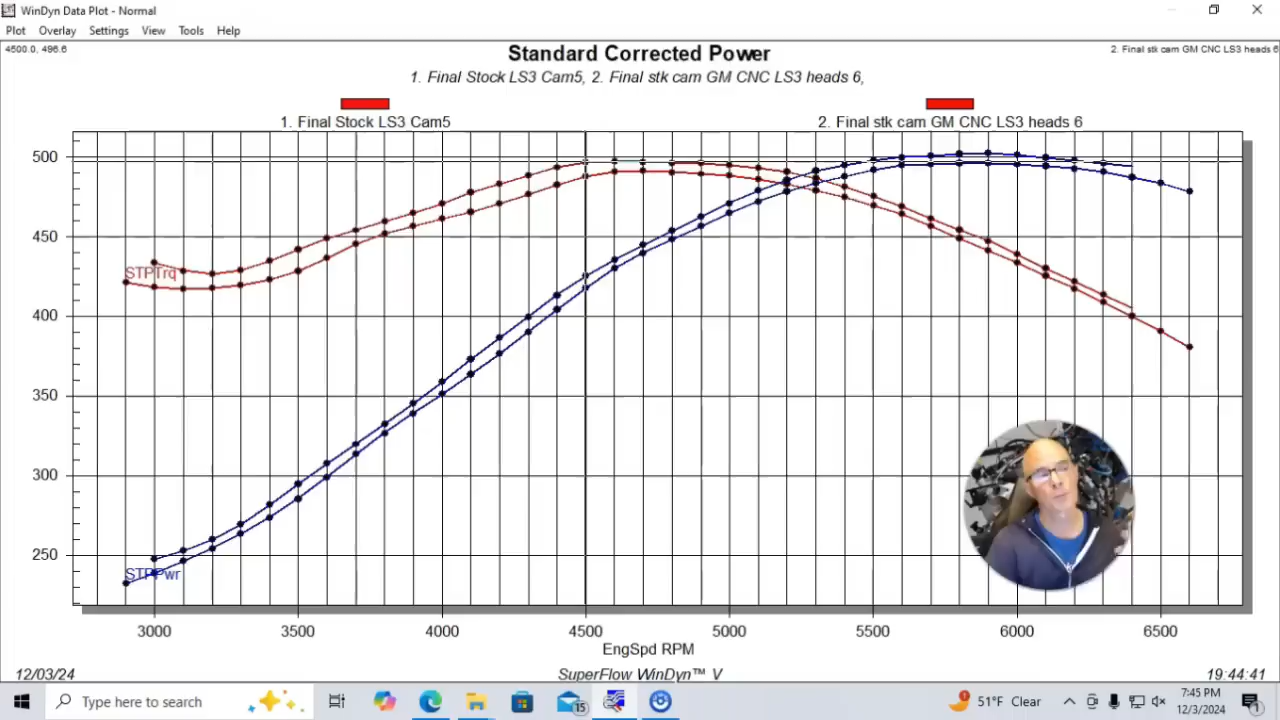 WinDyn Data Plot - Normal
Plot Overlay Settings View Tools Help
4500.0, 496.6
2. Final stk cam GM CNC LS3 heads 6
Standard Corrected Power
1. Final Stock LS3 Cam5, 2. Final stk cam GM CNC LS3 heads 6,
1. Final Stock LS3 Cam5
2. Final stk cam GM CNC LS3 heads 6
500
450
STPTrq
400
350
300
250
STPPwr
3000 3500 4000 4500 5000 5500 6000 6500
EngSpd RPM
12/03/24
SuperFlow WinDyn™ V
19:44:41
Type here to search
15
1
51°F Clear
7:45 PM
12/3/2024
1